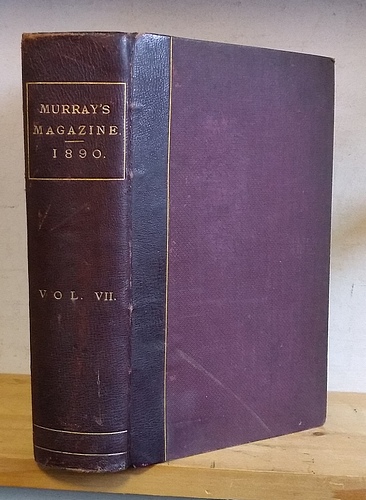 MURRAY'S
MAGAZINE.
1890.
VOL. VII.